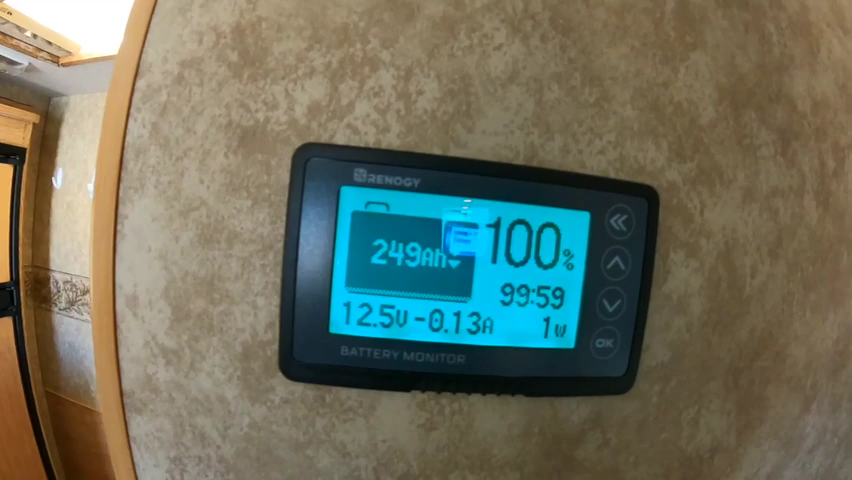 RENOGY
249Ah
100%
99:59
12.5V -0.13A 1W
OK
BATTERY MONITOR